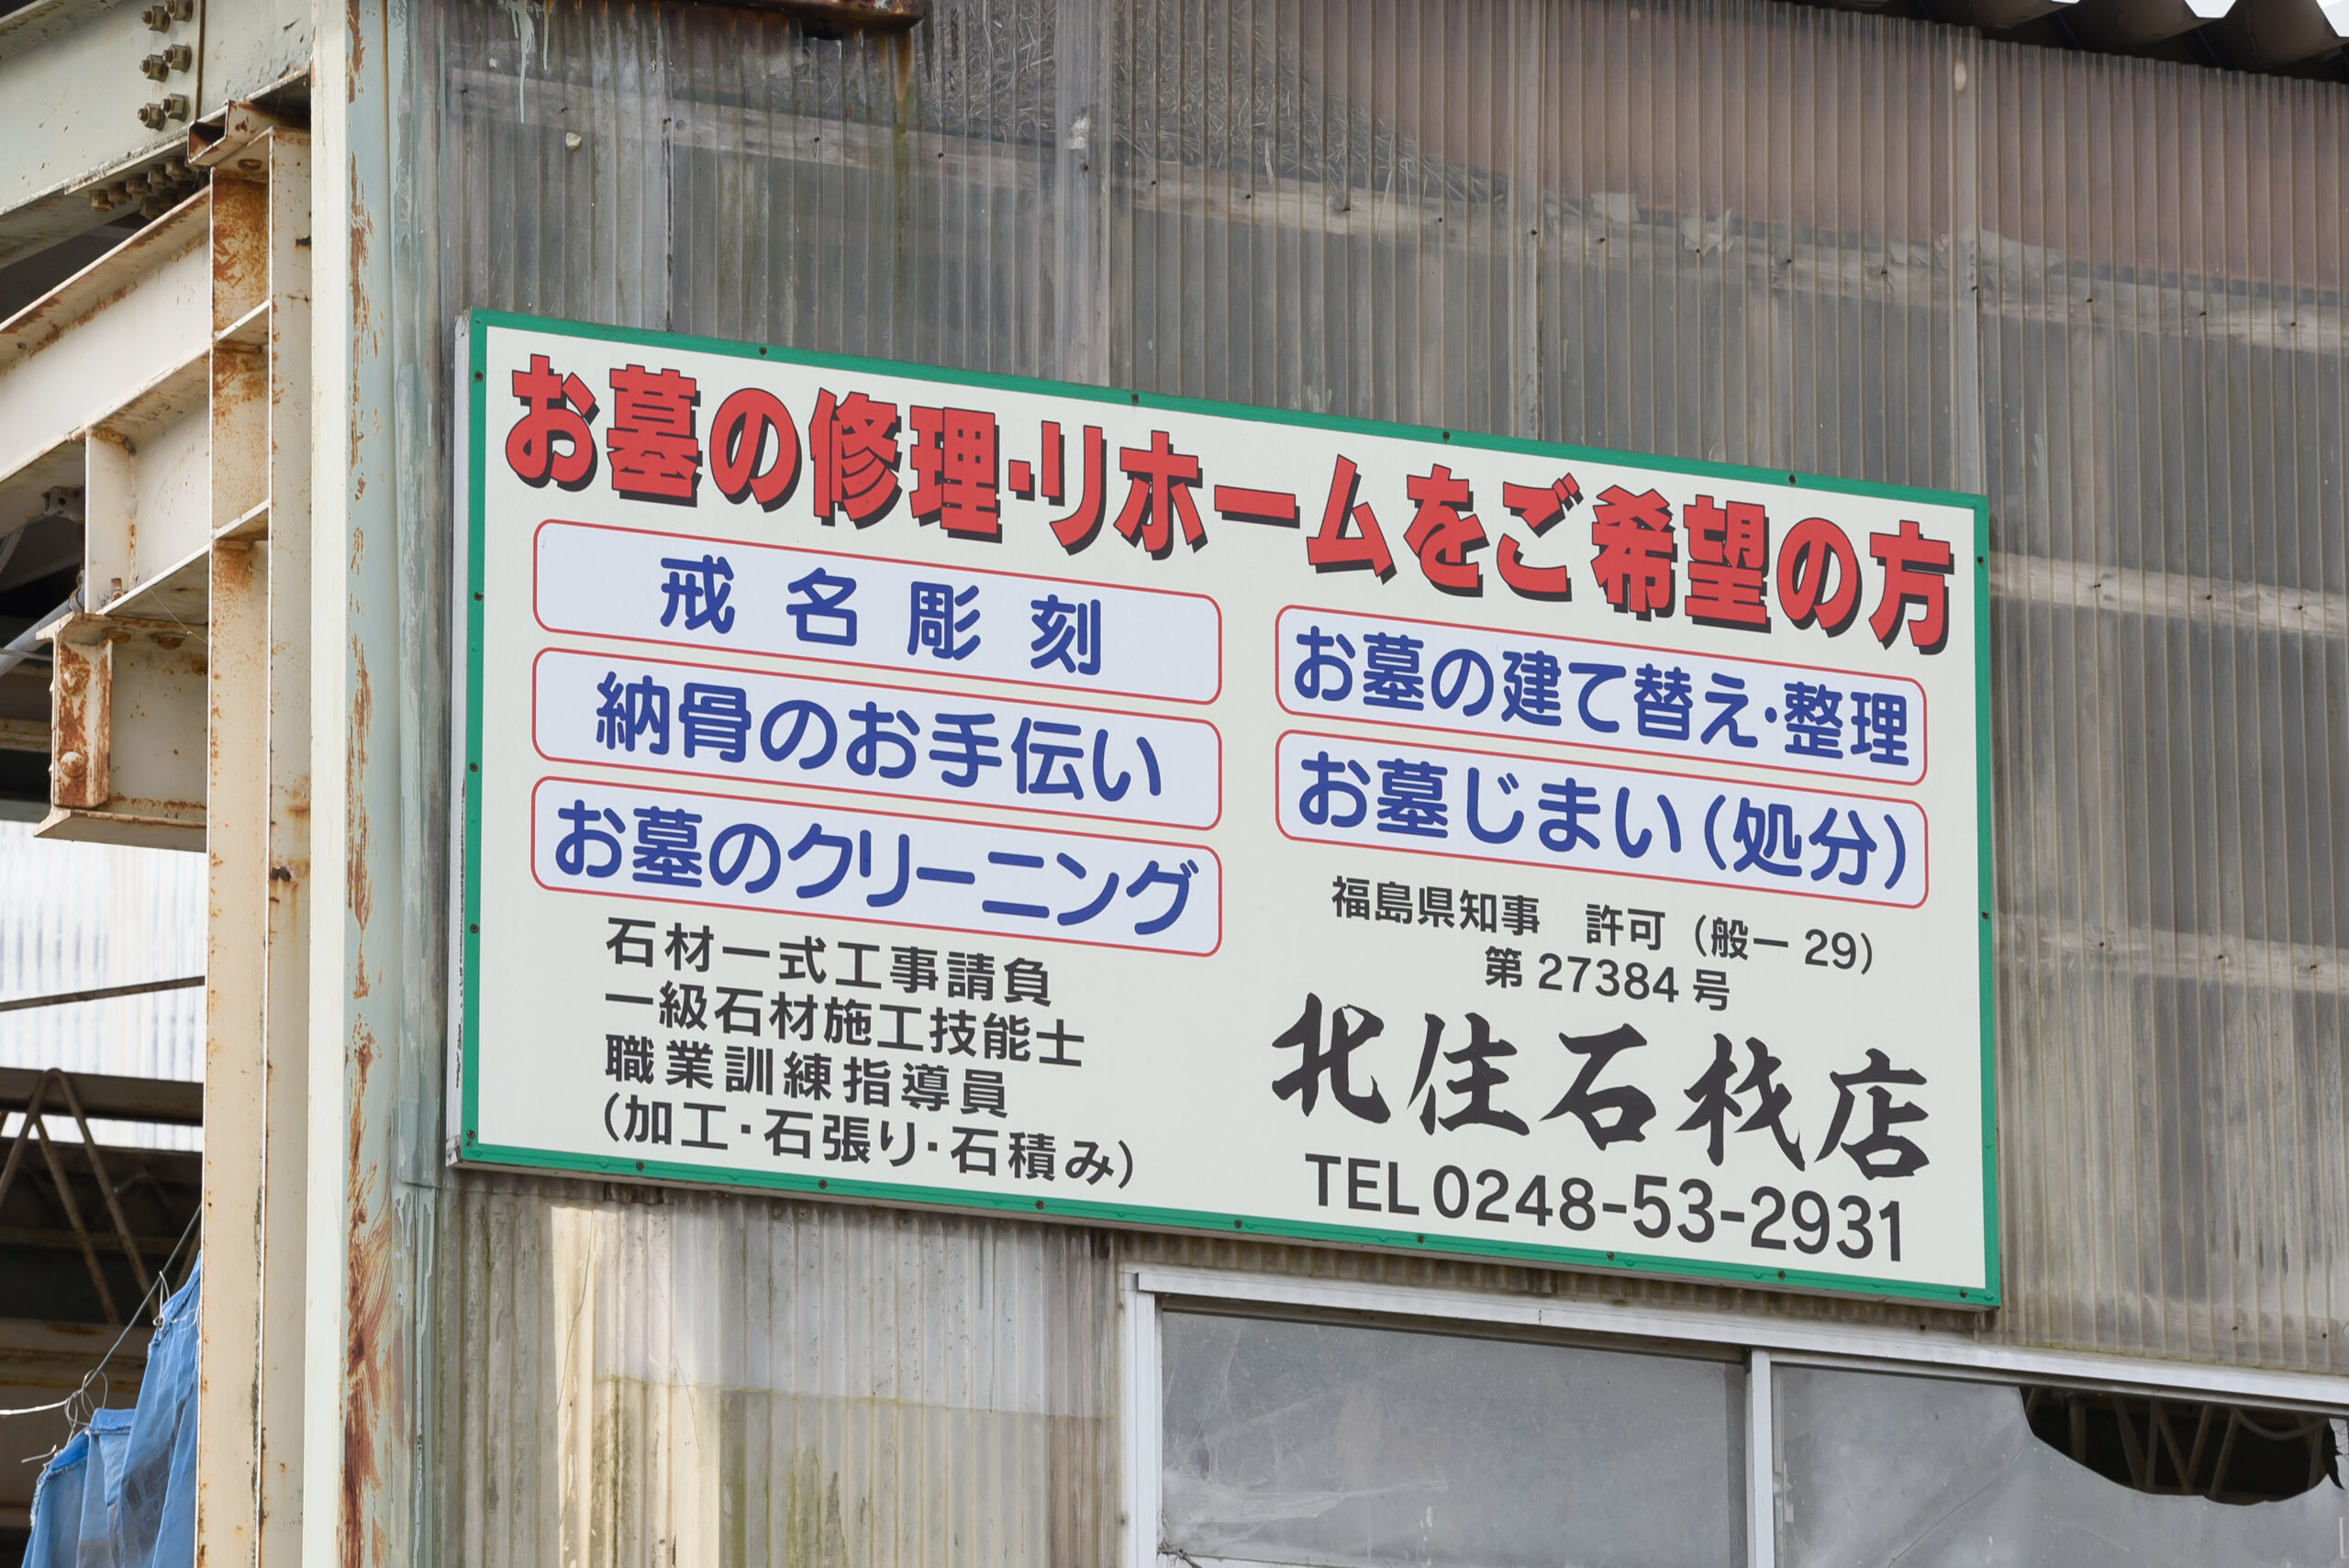 お墓の修理・リホームをご希望の方
戒名彫刻
納骨のお手伝い
お墓のクリーニング
お墓の建て替え・整理
お墓じまい(処分)
石材一式工事請負
一級石材施工技能士
職業訓練指導員
(加工・石張り・石積み)
福島県知事　許可（般ー29）
第27384号
北住石材店
TEL 0248-53-2931